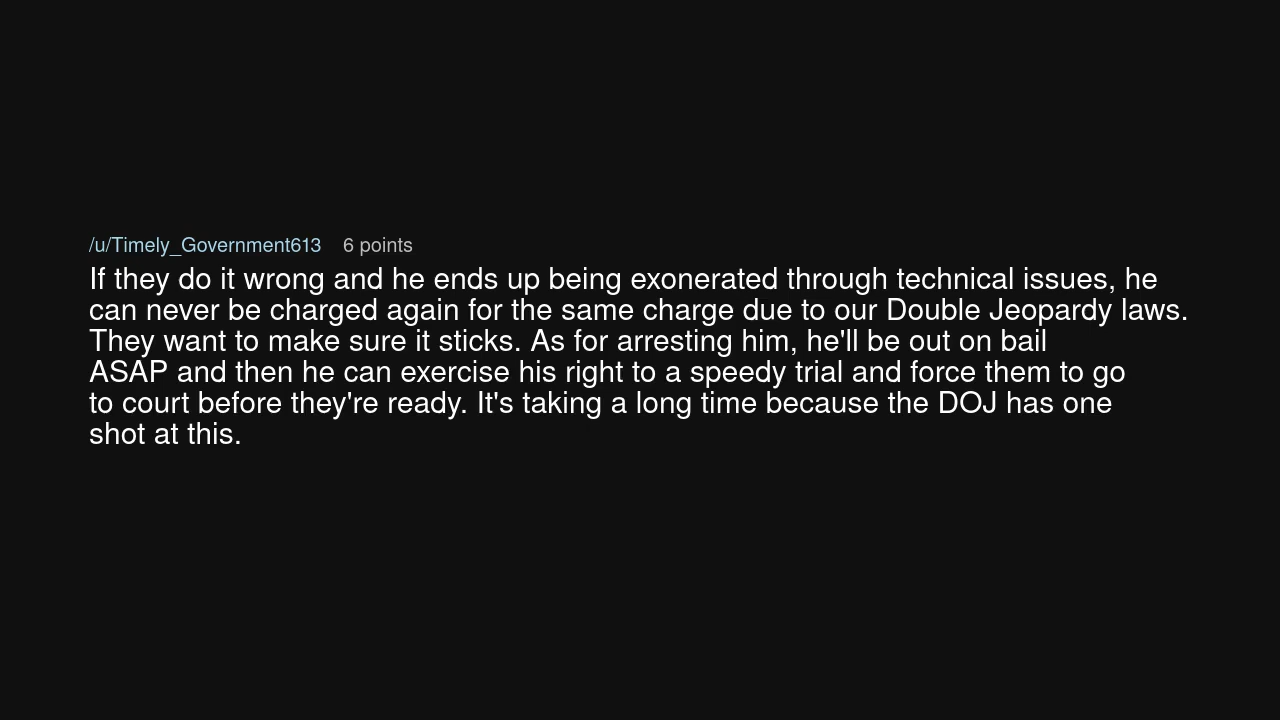 /u/Timely_Government613 6 points
If they do it wrong and he ends up being exonerated through technical issues, he
can never be charged again for the same charge due to our Double Jeopardy laws.
They want to make sure it sticks. As for arresting him, he'll be out on bail
ASAP and then he can exercise his right to a speedy trial and force them to go
to court before they're ready. It's taking a long time because the DOJ has one
shot at this.